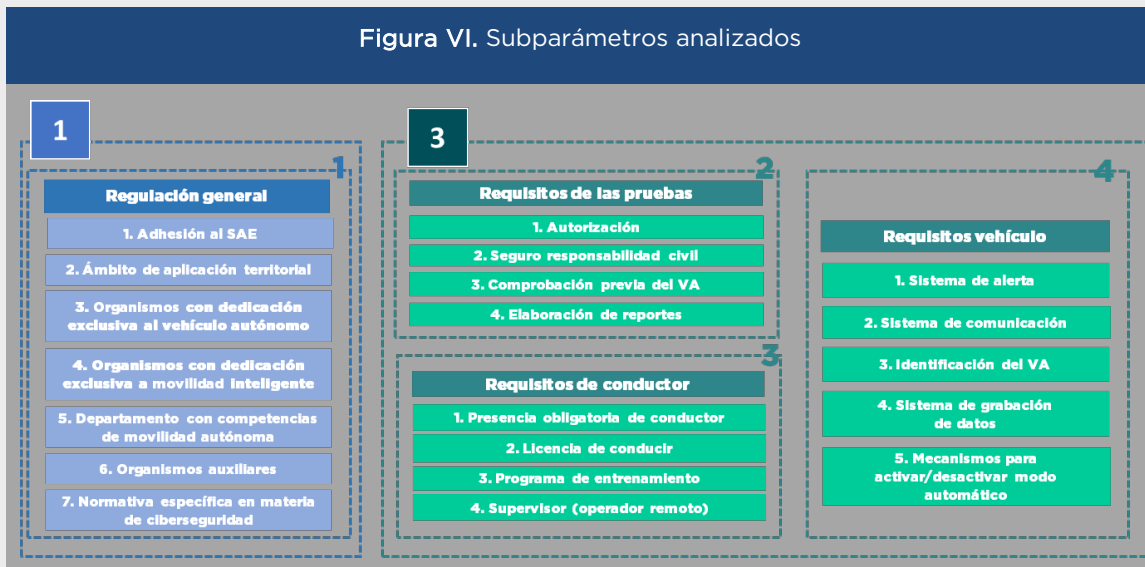 Figura VI. Subparámetros analizados
1
1
Regulación general
1. Adhesión al SAE
2. Ámbito de aplicación territorial
3. Organismos con dedicación
exclusiva al vehículo autónomo
4. Organismos con dedicación
exclusiva a movilidad inteligente
5. Departamento con competencias
de movilidad autónoma
6. Organismos auxiliares
7. Normativa específica en materia
de ciberseguridad
3
2
Requisitos de las pruebas
1. Autorización
2. Seguro responsabilidad civil
3. Comprobación previa del VA
4. Elaboración de reportes
3
Requisitos de conductor
1. Presencia obligatoria de conductor
2. Licencia de conducir
3. Programa de entrenamiento
4. Supervisor (operador remoto)
4
Requisitos vehículo
1. Sistema de alerta
2. Sistema de comunicación
3. Identificación del VA
4. Sistema de grabación
de datos
5. Mecanismos para
activar/desactivar modo
automático